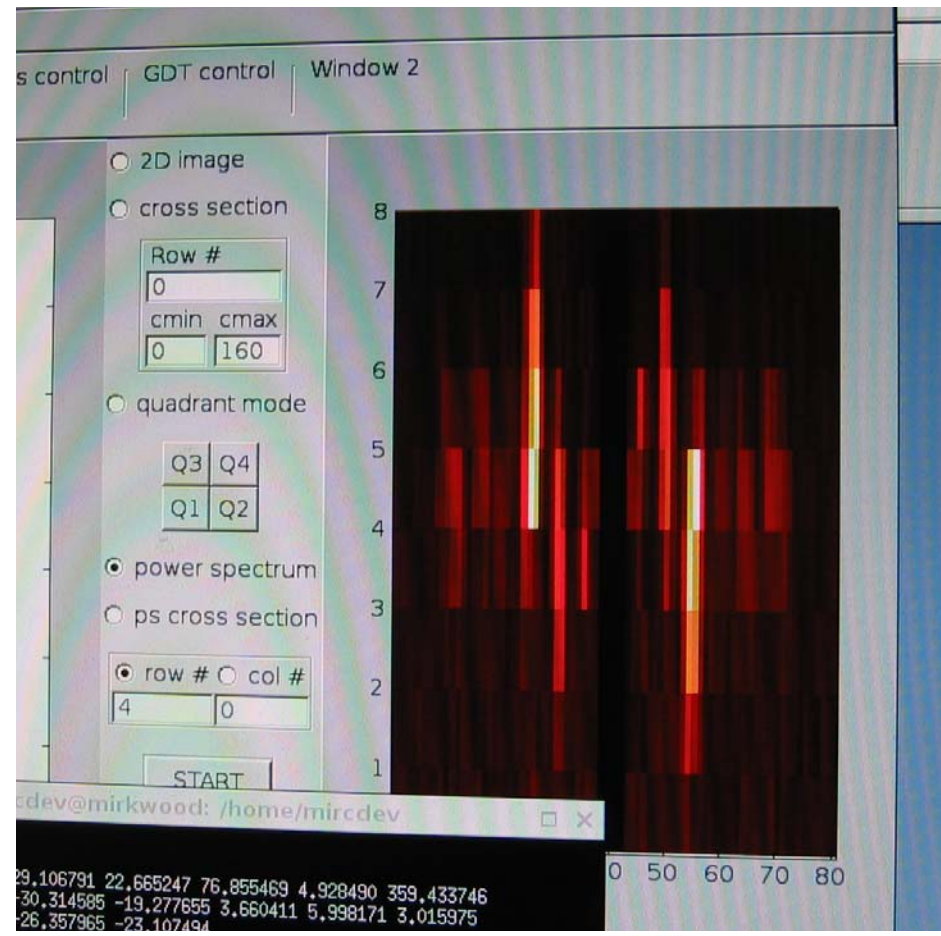 s control GDT control Window 2
2D image
cross section
Row #
0
cmin cmax
0 160
quadrant mode
Q3 Q4
Q1 Q2
power spectrum
ps cross section
row # col #
4 0
START
8
7
6
5
4
3
2
1
0 50 60 70 80
cdev@mirkwood: /home/mircdev
29.106791 22.665247 76.855469 4.928490 359.433746
-30.314585 -19.277655 3.660411 5.998171 3.015975
-26.357965 -23.107494